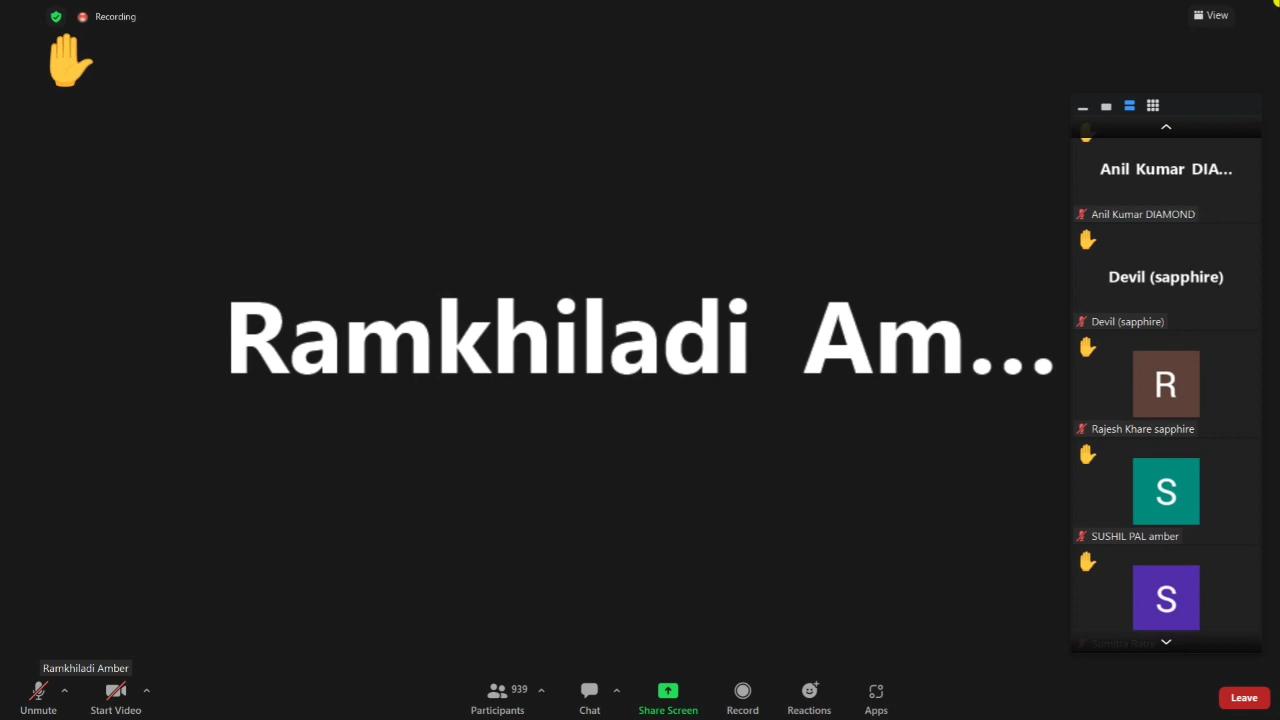 Recording
View
Ramkhiladi Am...
Anil Kumar DIA...
Anil Kumar DIAMOND
Devil (sapphire)
Devil (sapphire)
R
Rajesh Khare sapphire
S
SUSHIL PAL amber
S
Ramkhiladi Amber
Unmute
Start Video
939
Participants
Chat
Share Screen
Record
Reactions
Apps
Leave